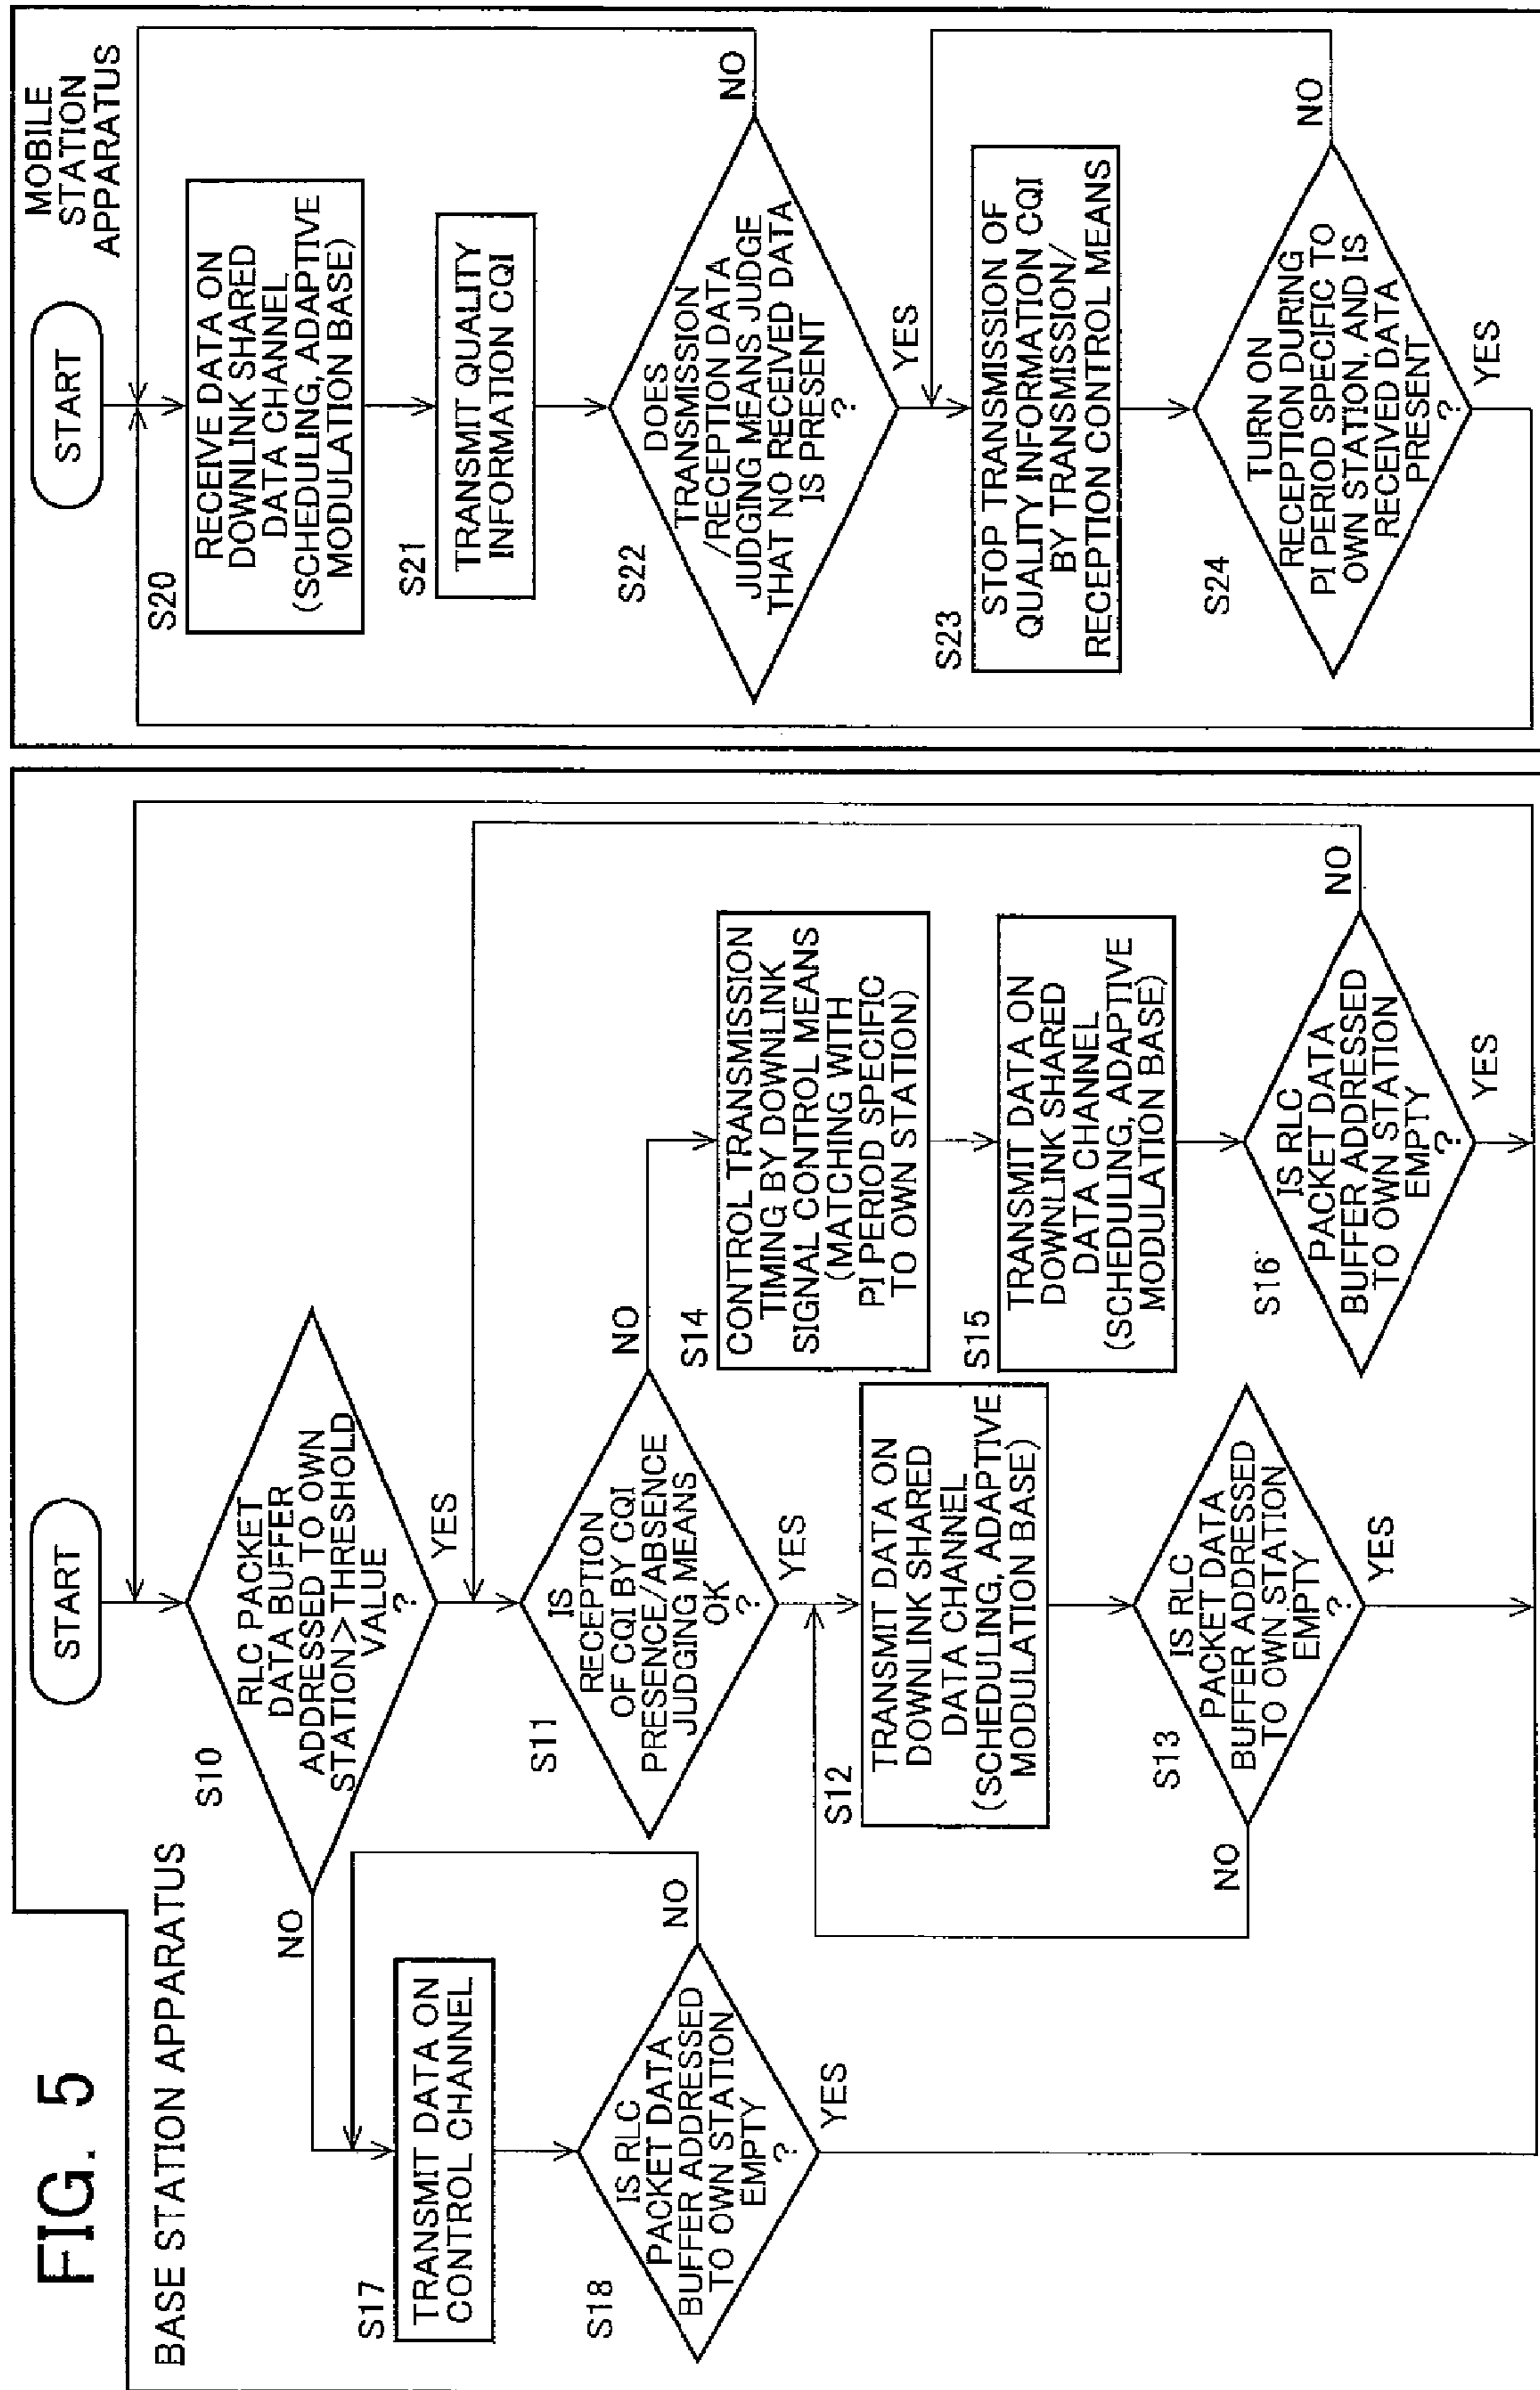 FIG. 5
BASE STATION APPARATUS
START
S10
RLC PACKET
DATA BUFFER
ADDRESSED TO OWN
STATION>THRESHOLD
VALUE
?
NO
YES
S17
TRANSMIT DATA ON
CONTROL CHANNEL
S18
IS RLC
PACKET DATA
BUFFER ADDRESSED
TO OWN STATION
EMPTY
?
NO
YES
S11
IS
RECEPTION
OF CQI BY CQI
PRESENCE/ABSENCE
JUDGING MEANS
OK
?
NO
YES
S12
TRANSMIT DATA ON
DOWNLINK SHARED
DATA CHANNEL
(SCHEDULING, ADAPTIVE
MODULATION BASE)
S13
IS RLC
PACKET DATA
BUFFER ADDRESSED
TO OWN STATION
EMPTY
?
NO
YES
S14
CONTROL TRANSMISSION
TIMING BY DOWNLINK
SIGNAL CONTROL MEANS
(MATCHING WITH
PI PERIOD SPECIFIC
TO OWN STATION)
S15
TRANSMIT DATA ON
DOWNLINK SHARED
DATA CHANNEL
(SCHEDULING, ADAPTIVE
MODULATION BASE)
S16
IS RLC
PACKET DATA
BUFFER ADDRESSED
TO OWN STATION
EMPTY
?
NO
YES
MOBILE
STATION
APPARATUS
START
S20
RECEIVE DATA ON
DOWNLINK SHARED
DATA CHANNEL
(SCHEDULING, ADAPTIVE
MODULATION BASE)
S21
TRANSMIT QUALITY
INFORMATION CQI
S22
DOES
TRANSMISSION
/RECEPTION DATA
JUDGING MEANS JUDGE
THAT NO RECEIVED DATA
IS PRESENT
?
NO
YES
S23
STOP TRANSMISSION OF
QUALITY INFORMATION CQI
BY TRANSMISSION/
RECEPTION CONTROL MEANS
S24
TURN ON
RECEPTION DURING
PI PERIOD SPECIFIC TO
OWN STATION, AND IS
RECEIVED DATA
PRESENT
?
NO
YES